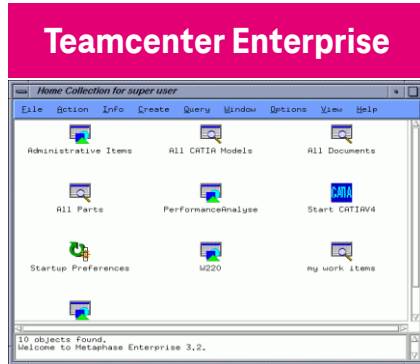 Teamcenter Enterprise
Home Collection for super user
File Action Info Create Query Window Options View Help
Administrative Items All CATIA Models All Documents
CATIA
All Parts PerformanceAnalyse Start CATIAV4
Startup Preferences W220 my work items
10 objects found.
Welcome to Metaphase Enterprise 3.2.